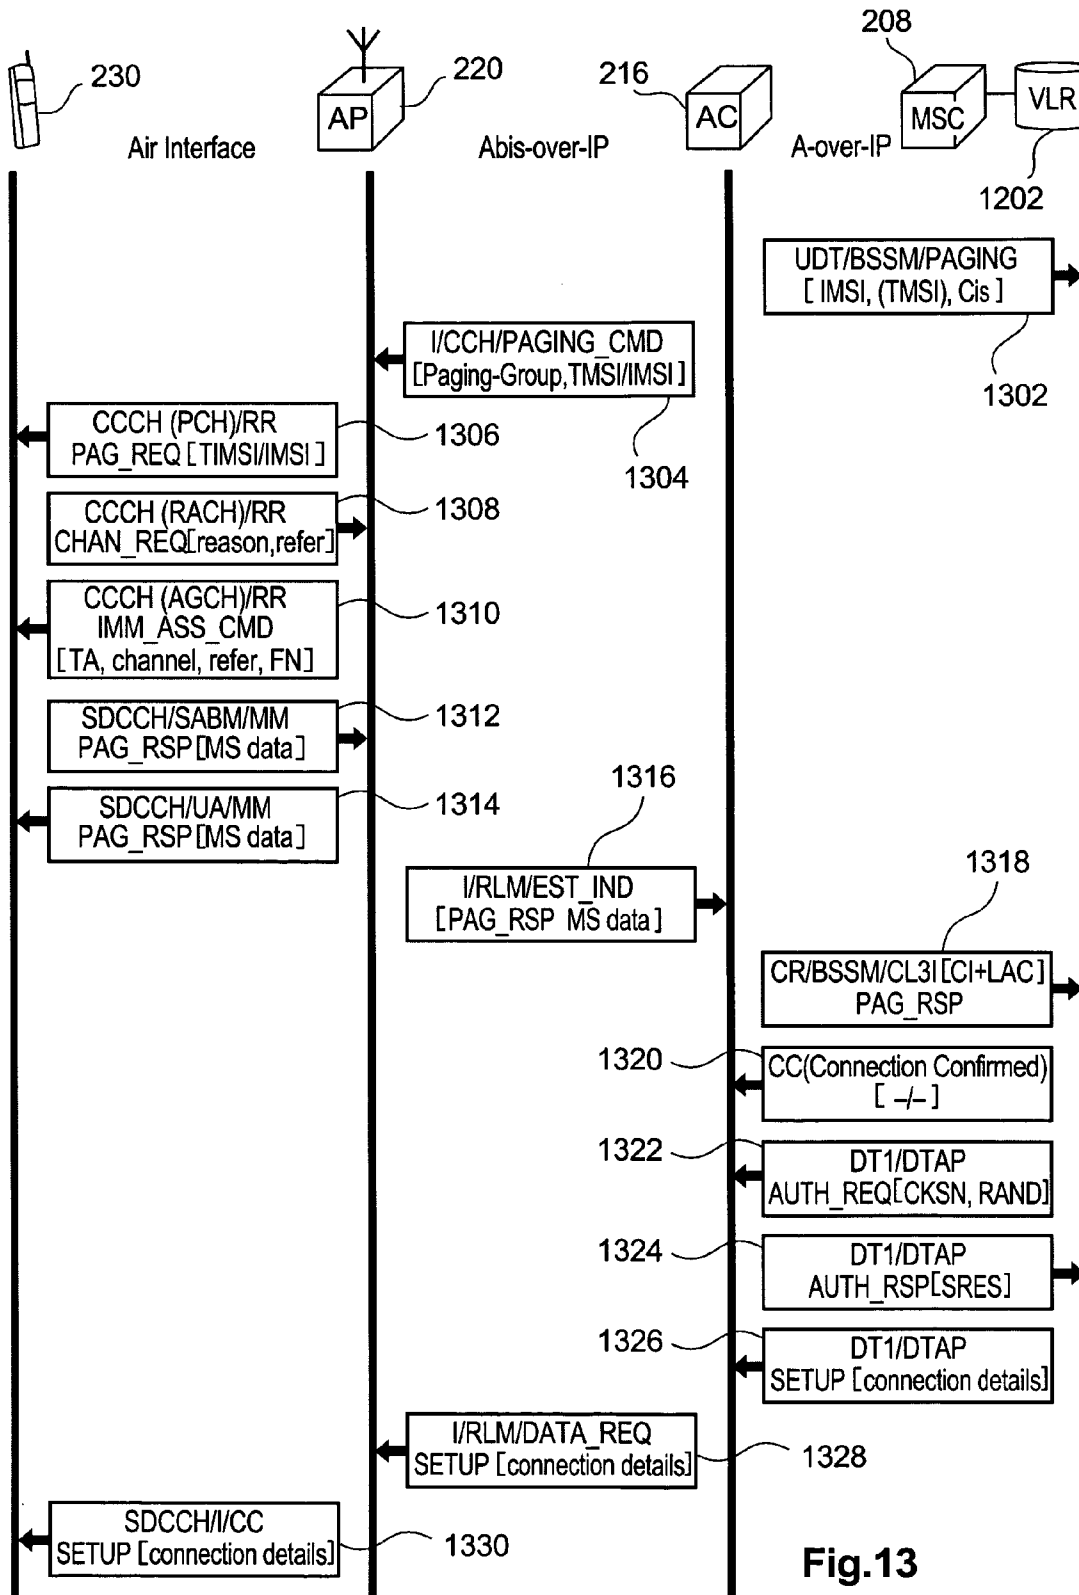 208
230
220
216
AP
AC
MSC
VLR
Air Interface
Abis-over-IP
A-over-IP
1202
UDT/BSSM/PAGING
[ IMSI, (TMSI), Cis ]
1302
I/CCH/PAGING_CMD
[Paging-Group,TMSI/IMSI ]
1304
CCCH (PCH)/RR
PAG_REQ [TIMSI/IMSI ]
1306
CCCH (RACH)/RR
CHAN_REQ[reason,refer]
1308
CCCH (AGCH)/RR
IMM_ASS_CMD
[TA, channel, refer, FN]
1310
SDCCH/SABM/MM
PAG_RSP[MS data]
1312
SDCCH/UA/MM
PAG_RSP[MS data]
1314
1316
I/RLM/EST_IND
[PAG_RSP MS data]
1318
CR/BSSM/CL3I[CI+LAC]
PAG_RSP
1320
CC(Connection Confirmed)
[ –/– ]
1322
DT1/DTAP
AUTH_REQ[CKSN, RAND]
1324
DT1/DTAP
AUTH_RSP[SRES]
1326
DT1/DTAP
SETUP [connection details]
I/RLM/DATA_REQ
SETUP [connection details]
1328
SDCCH/I/CC
SETUP [connection details]
1330
Fig.13